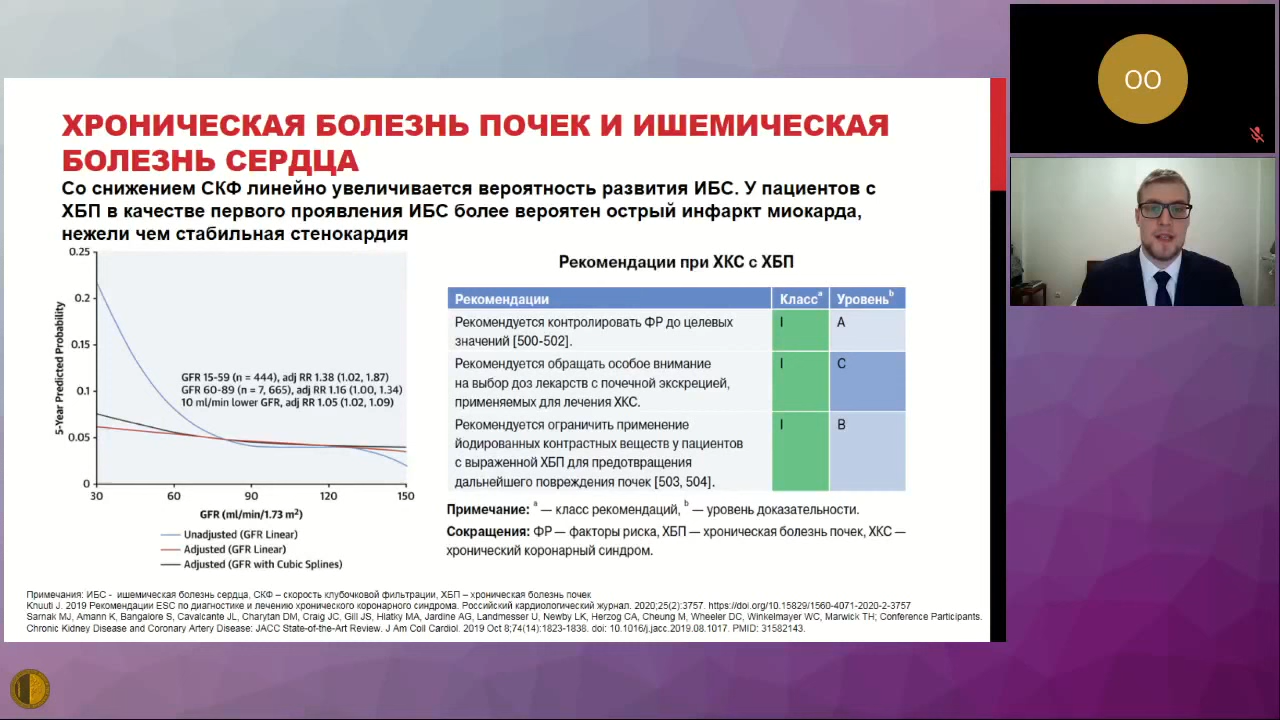 ХРОНИЧЕСКАЯ БОЛЕЗНЬ ПОЧЕК И ИШЕМИЧЕСКАЯ
БОЛЕЗНЬ СЕРДЦА
Со снижением СКФ линейно увеличивается вероятность развития ИБС. У пациентов с
ХБП в качестве первого проявления ИБС более вероятен острый инфаркт миокарда,
нежели чем стабильная стенокардия
5-Year Predicted Probability
0.25
0.2
0.15
0.1
0.05
0
GFR 15-59 (n = 444), adj RR 1.38 (1.02, 1.87)
GFR 60-89 (n = 7, 665), adj RR 1.16 (1.00, 1.34)
10 ml/min lower GFR, adj RR 1.05 (1.02, 1.09)
30 60 90 120 150
GFR (ml/min/1.73 m²)
Unadjusted (GFR Linear)
Adjusted (GFR Linear)
Adjusted (GFR with Cubic Splines)
Рекомендации при ХКС с ХБП
Рекомендации Классᵃ Уровеньᵇ
Рекомендуется контролировать ФР до целевых I A
значений [500-502].
Рекомендуется обращать особое внимание I C
на выбор доз лекарств с почечной экскрецией,
применяемых для лечения ХКС.
Рекомендуется ограничить применение I B
йодированных контрастных веществ у пациентов
с выраженной ХБП для предотвращения
дальнейшего повреждения почек [503, 504].
Примечание: ᵃ — класс рекомендаций, ᵇ — уровень доказательности.
Сокращения: ФР — факторы риска, ХБП — хроническая болезнь почек, ХКС —
хронический коронарный синдром.
Примечания: ИБС - ишемическая болезнь сердца, СКФ – скорость клубочковой фильтрации, ХБП – хроническая болезнь почек
Knuuti J. 2019 Рекомендации ESC по диагностике и лечению хронического коронарного синдрома. Российский кардиологический журнал. 2020;25(2):3757. https://doi.org/10.15829/1560-4071-2020-2-3757
Sarnak MJ, Amann K, Bangalore S, Cavalcante JL, Charytan DM, Craig JC, Gill JS, Hlatky MA, Jardine AG, Landmesser U, Newby LK, Herzog CA, Cheung M, Wheeler DC, Winkelmayer WC, Marwick TH; Conference Participants.
Chronic Kidney Disease and Coronary Artery Disease: JACC State-of-the-Art Review. J Am Coll Cardiol. 2019 Oct 8;74(14):1823-1838. doi: 10.1016/j.jacc.2019.08.1017. PMID: 31582143.
OO